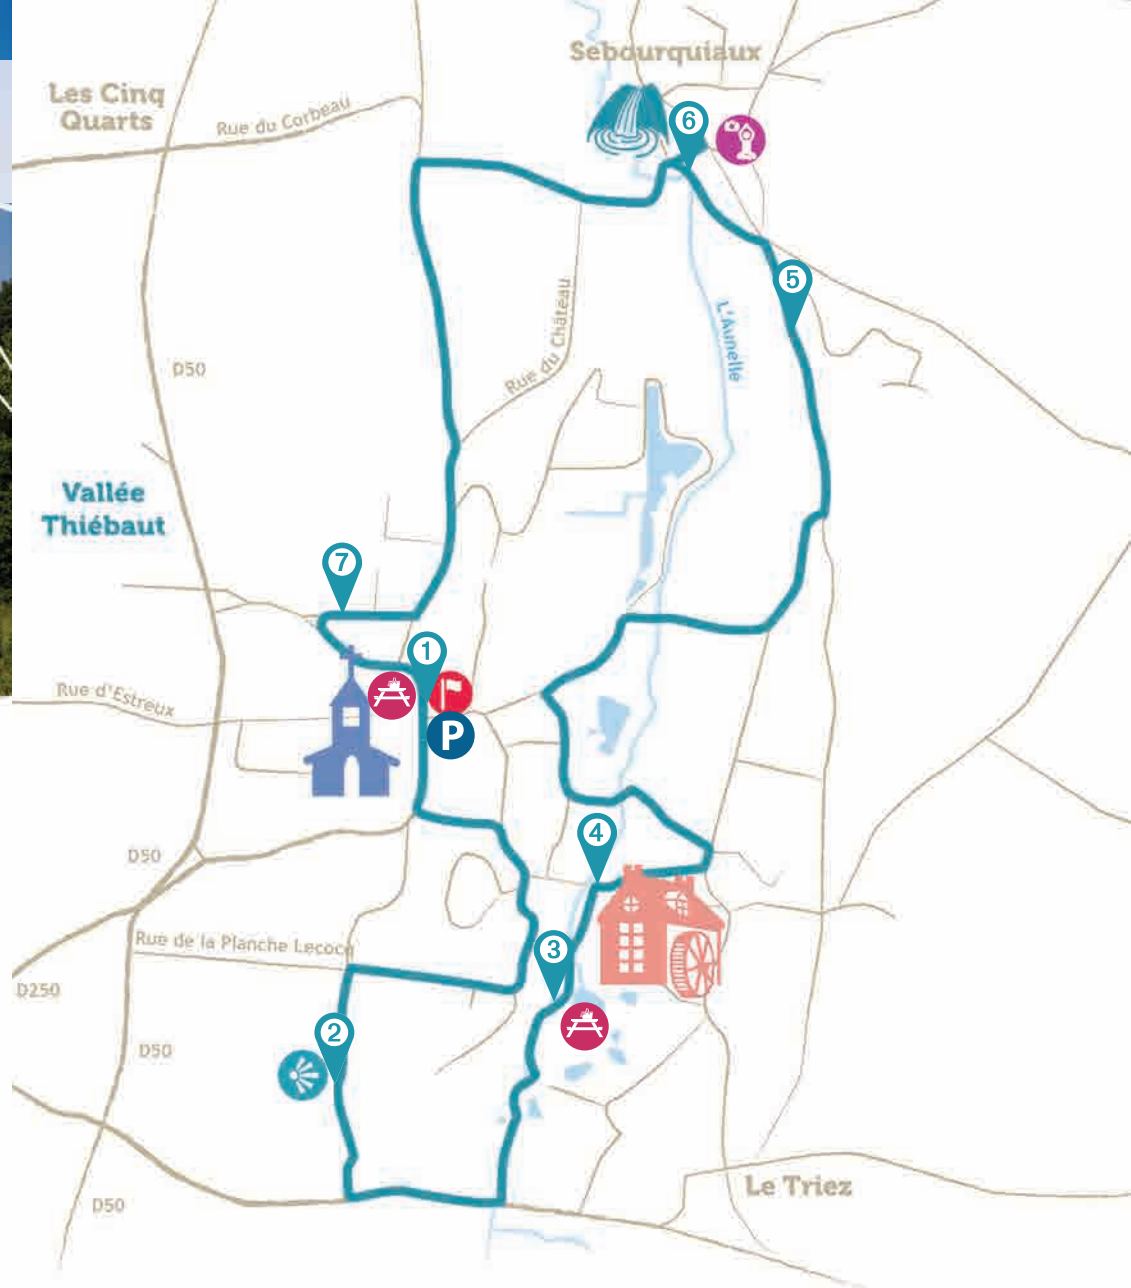 Sebourquiaux
Les Cinq
Quarts
Rue du Corbeau
6
5
L'Aunelle
Rue du Château
D50
Vallée
Thiébaut
7
1
Rue d'Estreux
P
4
D50
3
Rue de la Planche Lecocq
D250
2
D50
Le Triez
D50